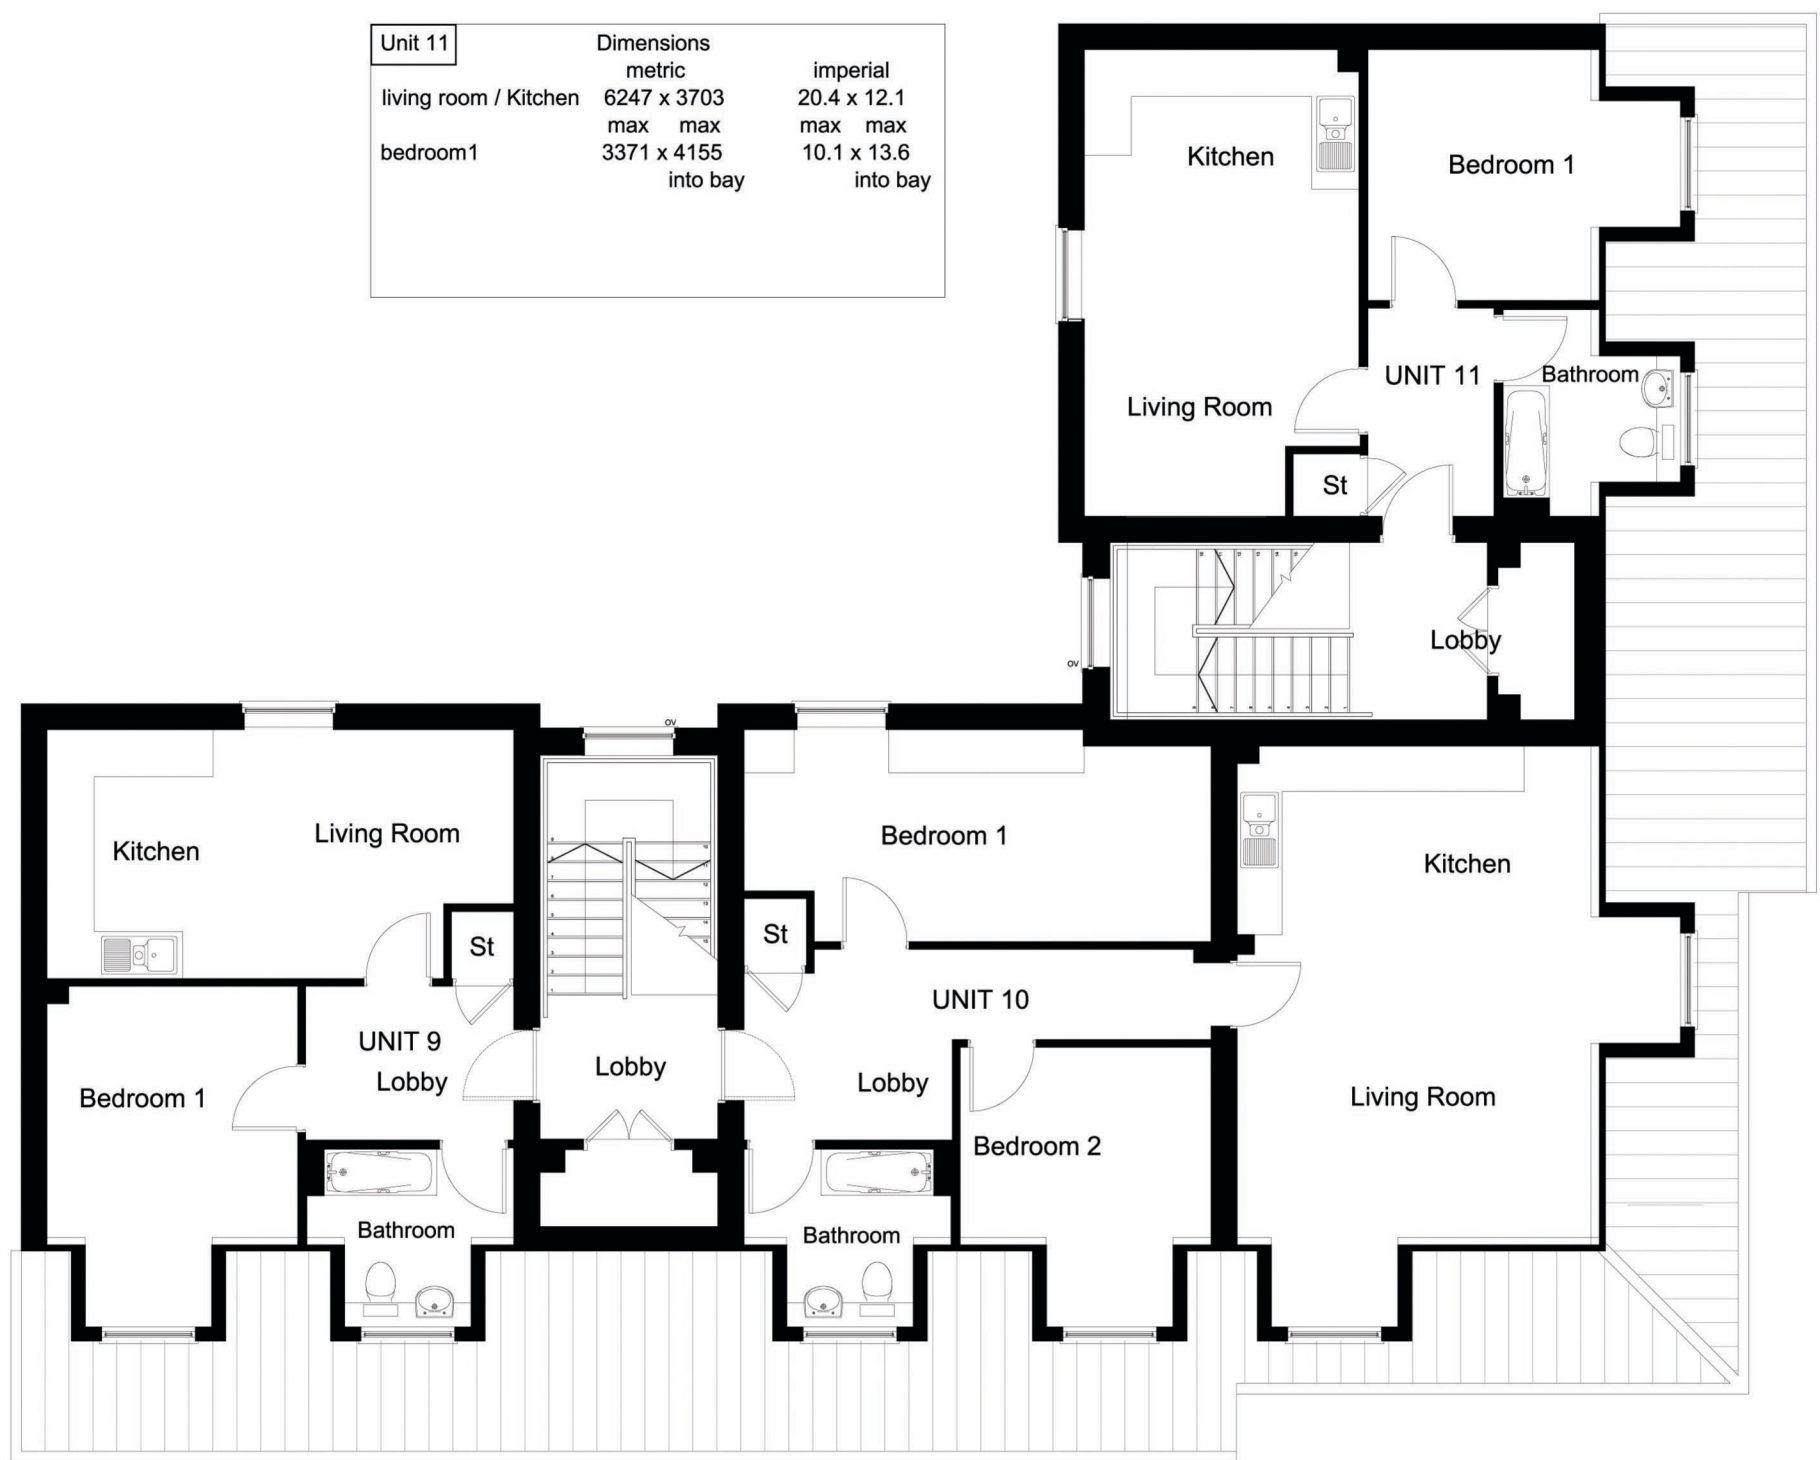 Unit 11 Dimensions
metric imperial
living room / Kitchen 6247 x 3703 20.4 x 12.1
max max max max
bedroom1 3371 x 4155 10.1 x 13.6
into bay into bay
Kitchen
Bedroom 1
UNIT 11
Bathroom
Living Room
St
Lobby
ov
ov
Kitchen
Living Room
St
UNIT 9
Lobby
Bedroom 1
Bathroom
Lobby
Bedroom 1
St
UNIT 10
Lobby
Bedroom 2
Bathroom
Kitchen
Living Room